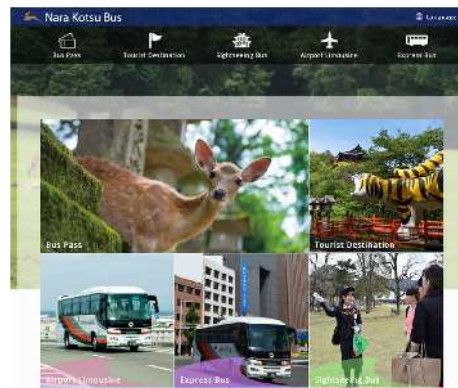 Nara Kotsu Bus
Language
Bus Pass
Tourist Destination
Sightseeing Bus
Airport Limousine
Express Bus
Bus Pass
Tourist Destination
Airport Limousine
Express Bus
Sightseeing Bus